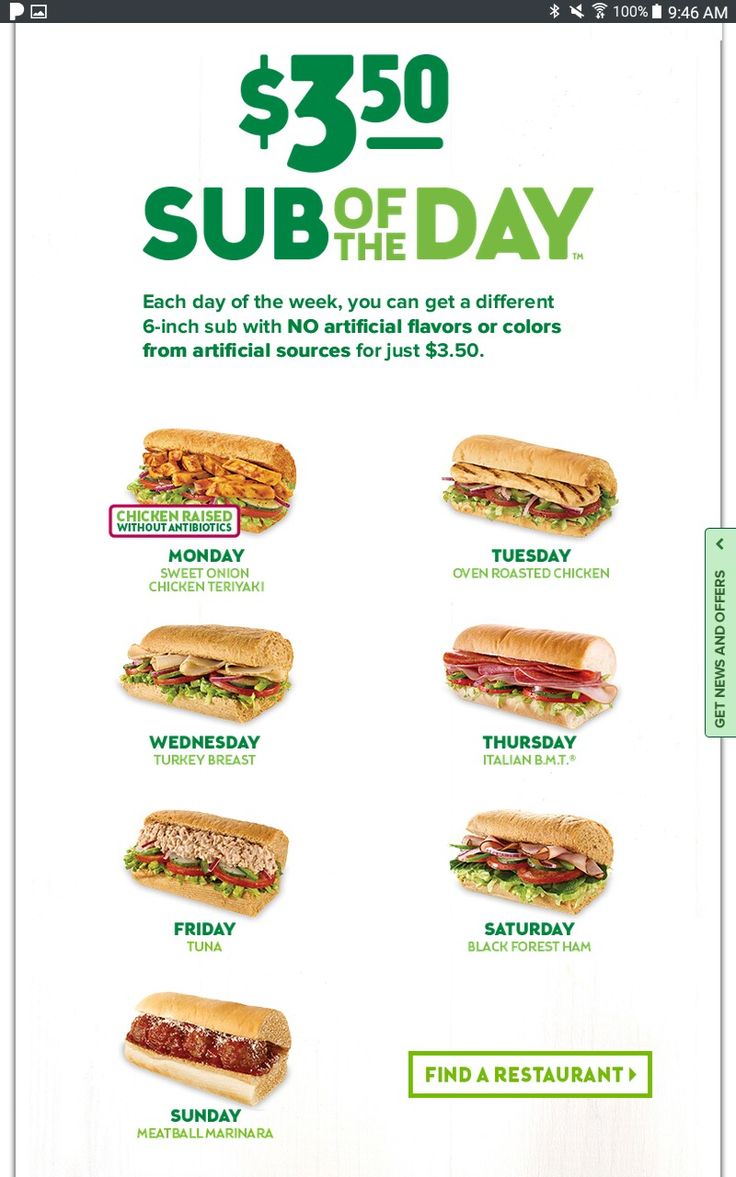 100% 9:46 AM
$3.50
SUB OF THE DAY™
Each day of the week, you can get a different
6-inch sub with NO artificial flavors or colors
from artificial sources for just $3.50.
CHICKEN RAISED
WITHOUT ANTIBIOTICS
MONDAY
SWEET ONION
CHICKEN TERIYAKI
TUESDAY
OVEN ROASTED CHICKEN
WEDNESDAY
TURKEY BREAST
THURSDAY
ITALIAN B.M.T.®
FRIDAY
TUNA
SATURDAY
BLACK FOREST HAM
SUNDAY
MEATBALL MARINARA
FIND A RESTAURANT
GET NEWS AND OFFERS